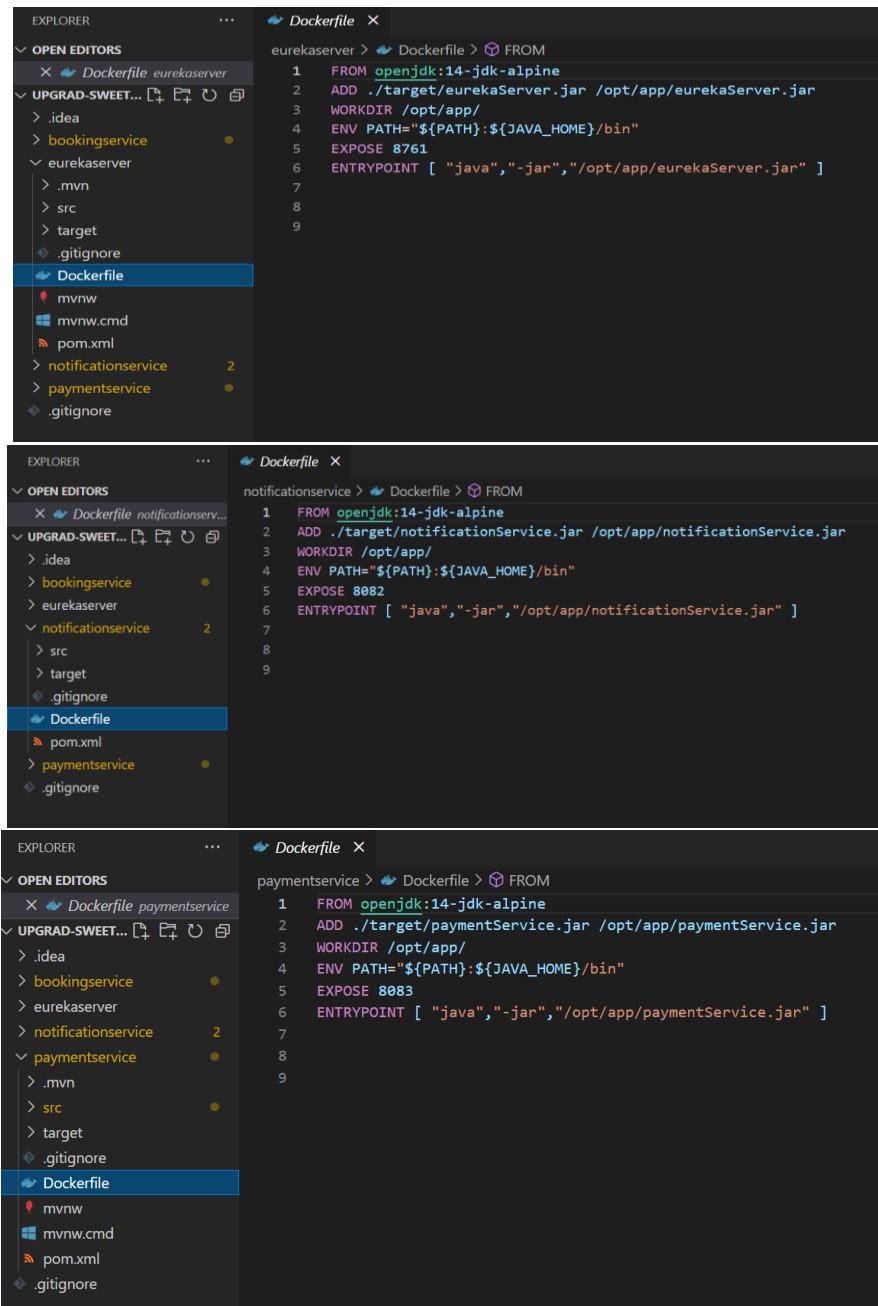 EXPLORER ···
OPEN EDITORS
Dockerfile eurekaserver
UPGRAD-SWEET...
.idea
bookingservice
eurekaserver
.mvn
src
target
.gitignore
Dockerfile
mvnw
mvnw.cmd
pom.xml
notificationservice 2
paymentservice
.gitignore
Dockerfile
eurekaserver > Dockerfile > FROM
1 FROM openjdk:14-jdk-alpine
2 ADD ./target/eurekaServer.jar /opt/app/eurekaServer.jar
3 WORKDIR /opt/app/
4 ENV PATH="${PATH}:${JAVA_HOME}/bin"
5 EXPOSE 8761
6 ENTRYPOINT [ "java","-jar","/opt/app/eurekaServer.jar" ]
7
8
9
EXPLORER ···
OPEN EDITORS
Dockerfile notificationserv...
UPGRAD-SWEET...
.idea
bookingservice
eurekaserver
notificationservice 2
src
target
.gitignore
Dockerfile
pom.xml
paymentservice
.gitignore
Dockerfile
notificationservice > Dockerfile > FROM
1 FROM openjdk:14-jdk-alpine
2 ADD ./target/notificationService.jar /opt/app/notificationService.jar
3 WORKDIR /opt/app/
4 ENV PATH="${PATH}:${JAVA_HOME}/bin"
5 EXPOSE 8082
6 ENTRYPOINT [ "java","-jar","/opt/app/notificationService.jar" ]
7
8
9
EXPLORER ···
OPEN EDITORS
Dockerfile paymentservice
UPGRAD-SWEET...
.idea
bookingservice
eurekaserver
notificationservice 2
paymentservice
.mvn
src
target
.gitignore
Dockerfile
mvnw
mvnw.cmd
pom.xml
.gitignore
Dockerfile
paymentservice > Dockerfile > FROM
1 FROM openjdk:14-jdk-alpine
2 ADD ./target/paymentService.jar /opt/app/paymentService.jar
3 WORKDIR /opt/app/
4 ENV PATH="${PATH}:${JAVA_HOME}/bin"
5 EXPOSE 8083
6 ENTRYPOINT [ "java","-jar","/opt/app/paymentService.jar" ]
7
8
9